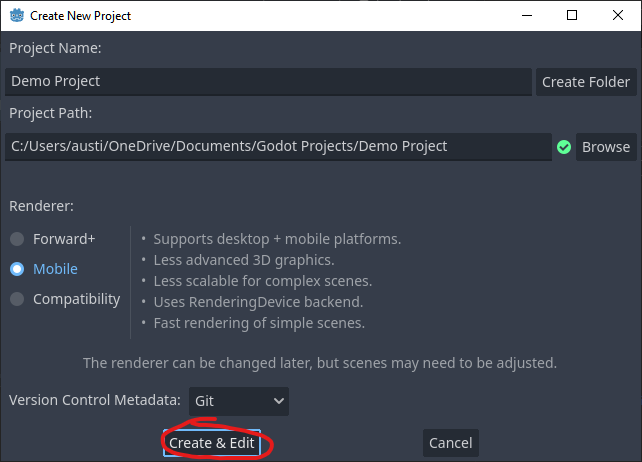 Create New Project
Project Name:
Demo Project
Create Folder
Project Path:
C:/Users/austi/OneDrive/Documents/Godot Projects/Demo Project
Browse
Renderer:
Forward+
Mobile
Compatibility
• Supports desktop + mobile platforms.
• Less advanced 3D graphics.
• Less scalable for complex scenes.
• Uses RenderingDevice backend.
• Fast rendering of simple scenes.
The renderer can be changed later, but scenes may need to be adjusted.
Version Control Metadata:
Git
Create & Edit
Cancel